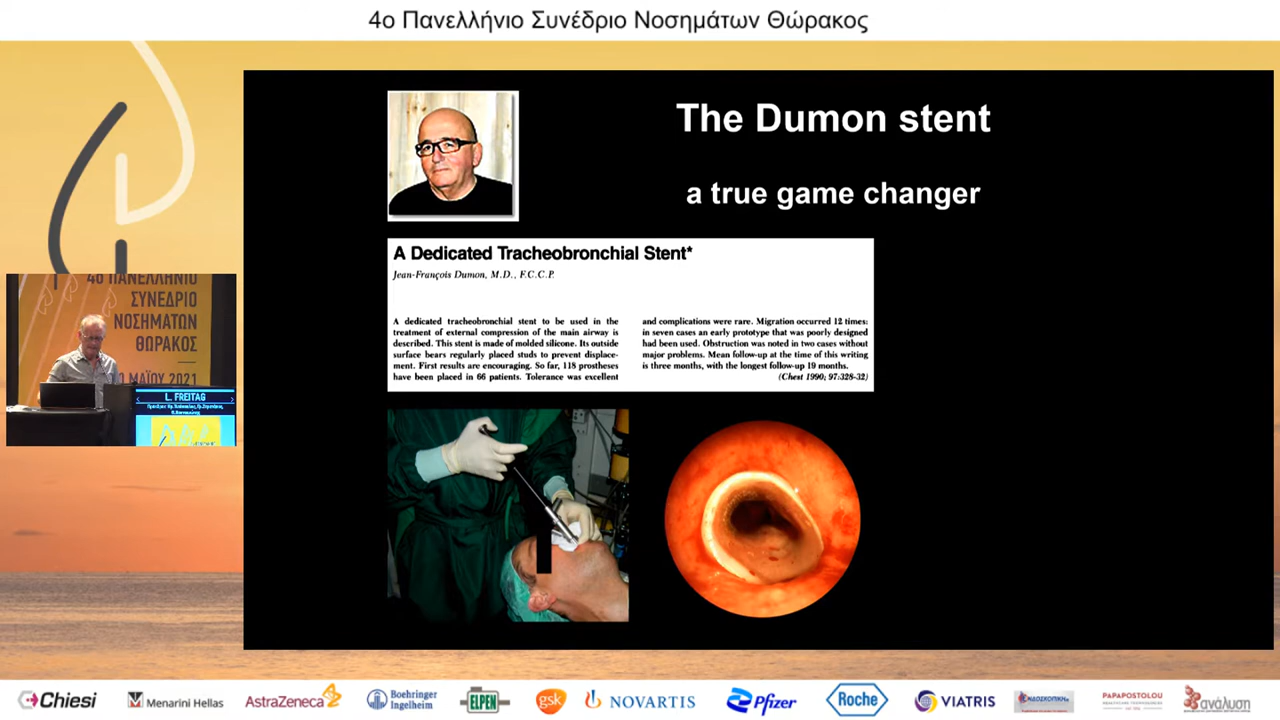 4ο Πανελλήνιο Συνέδριο Νοσημάτων Θώρακος
The Dumon stent
a true game changer
A Dedicated Tracheobronchial Stent*
Jean-François Dumon, M.D., F.C.C.P.
A dedicated tracheobronchial stent to be used in the
treatment of external compression of the main airway is
described. This stent is made of molded silicone. Its outside
surface bears regularly placed studs to prevent displace-
ment. First results are encouraging. So far, 118 prostheses
have been placed in 66 patients. Tolerance was excellent
and complications were rare. Migration occurred 12 times:
in seven cases an early prototype that was poorly designed
had been used. Obstruction was noted in two cases without
major problems. Mean follow-up at the time of this writing
is three months, with the longest follow-up 19 months.
(Chest 1990; 97:328-32)
4ο ΠΑΝΕΛΛΗΝΙΟ
ΣΥΝΕΔΡΙΟ
ΝΟΣΗΜΑΤΩΝ
ΘΩΡΑΚΟΣ
ΜΑΪΟΥ 2021
L. FREITAG
Chiesi
Menarini Hellas
AstraZeneca
Boehringer
Ingelheim
ELPEN
gsk
NOVARTIS
Pfizer
Roche
VIATRIS
ΕΝΔΟΣΚΟΠΙΚΗ
PAPAPOSTOLOU
ανάλυση